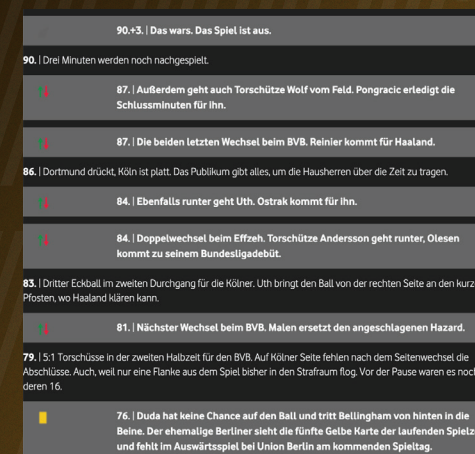 90.+3. | Das wars. Das Spiel ist aus.
90. | Drei Minuten werden noch nachgespielt.
87. | Außerdem geht auch Torschütze Wolf vom Feld. Pongracic erledigt die
Schlussminuten für ihn.
87. | Die beiden letzten Wechsel beim BVB. Reinier kommt für Haaland.
86. | Dortmund drückt, Köln ist platt. Das Publikum gibt alles, um die Hausherren über die Zeit zu tragen.
84. | Ebenfalls runter geht Uth. Ostrak kommt für ihn.
84. | Doppelwechsel beim Effzeh. Torschütze Andersson geht runter, Olesen
kommt zu seinem Bundesligadebüt.
83. | Dritter Eckball im zweiten Durchgang für die Kölner. Uth bringt den Ball von der rechten Seite an den kurze
Pfosten, wo Haaland klären kann.
81. | Nächster Wechsel beim BVB. Malen ersetzt den angeschlagenen Hazard.
79. | 5:1 Torschüsse in der zweiten Halbzeit für den BVB. Auf Kölner Seite fehlen nach dem Seitenwechsel die
Abschlüsse. Auch, weil nur eine Flanke aus dem Spiel bisher in den Strafraum flog. Vor der Pause waren es noch
deren 16.
76. | Duda hat keine Chance auf den Ball und tritt Bellingham von hinten in die
Beine. Der ehemalige Berliner sieht die fünfte Gelbe Karte der laufenden Spielz
und fehlt im Auswärtsspiel bei Union Berlin am kommenden Spieltag.